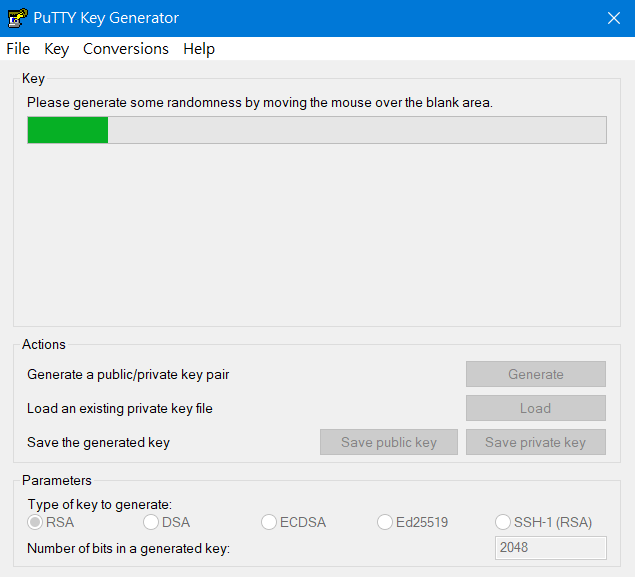 PuTTY Key Generator
File Key Conversions Help
Key
Please generate some randomness by moving the mouse over the blank area.
Actions
Generate a public/private key pair Generate
Load an existing private key file Load
Save the generated key Save public key Save private key
Parameters
Type of key to generate:
RSA DSA ECDSA Ed25519 SSH-1 (RSA)
Number of bits in a generated key: 2048